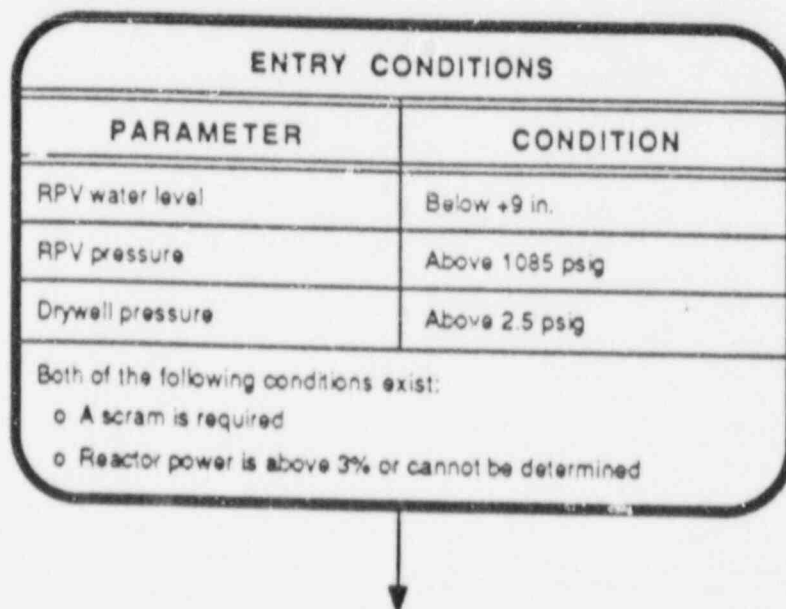 ENTRY CONDITIONS
PARAMETER CONDITION
RPV water level Below +9 in.
RPV pressure Above 1085 psig
Drywell pressure Above 2.5 psig
Both of the following conditions exist:
o A scram is required
o Reactor power is above 3% or cannot be determined